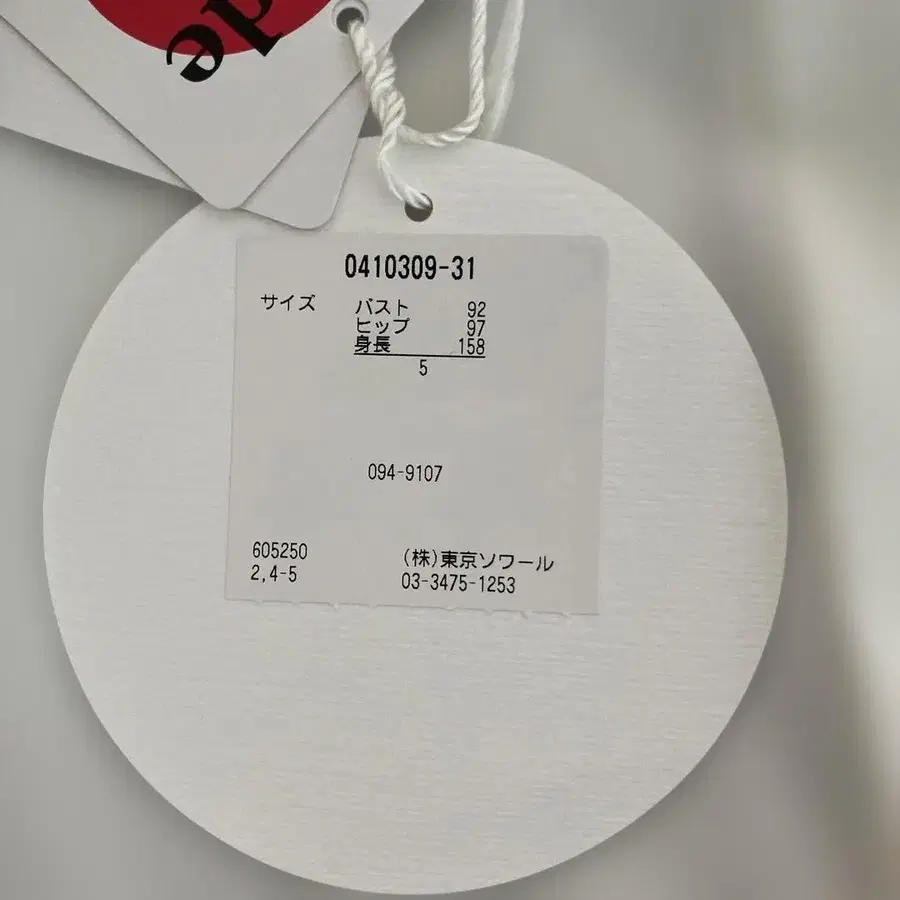 de
0410309-31
サイズ バスト 92
ヒップ 97
身長 158
5
094-9107
605250
2,4-5
(株)東京ソワール
03-3475-1253